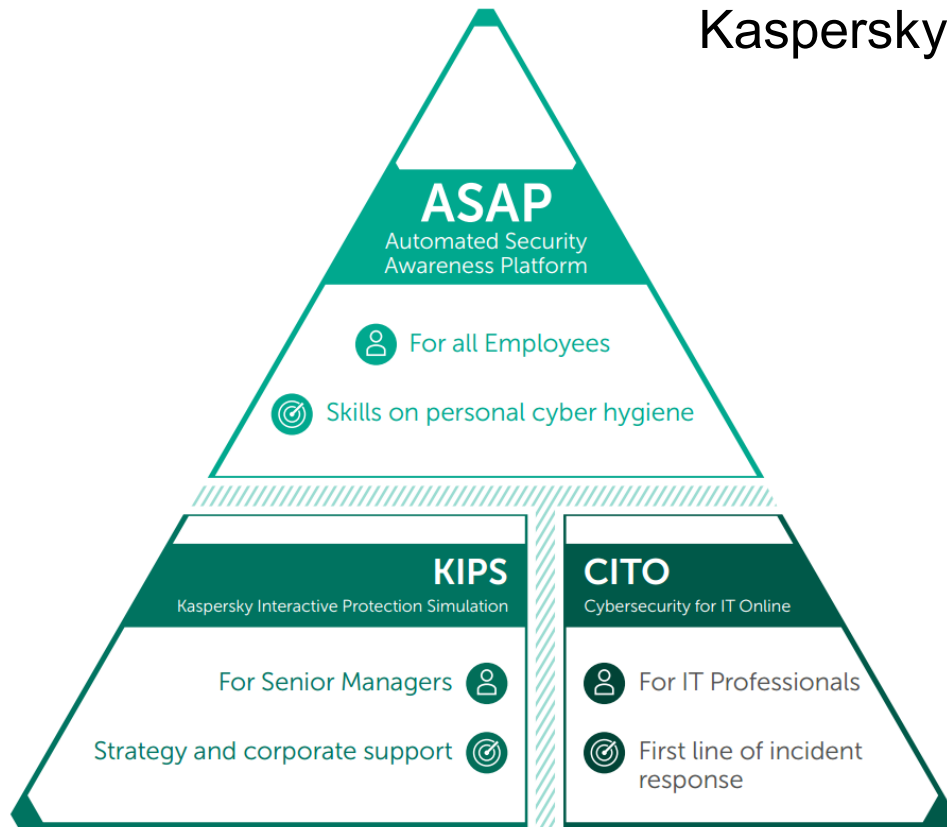 Kaspersky
ASAP
Automated Security
Awareness Platform
For all Employees
Skills on personal cyber hygiene
KIPS
Kaspersky Interactive Protection Simulation
For Senior Managers
Strategy and corporate support
CITO
Cybersecurity for IT Online
For IT Professionals
First line of incident
response